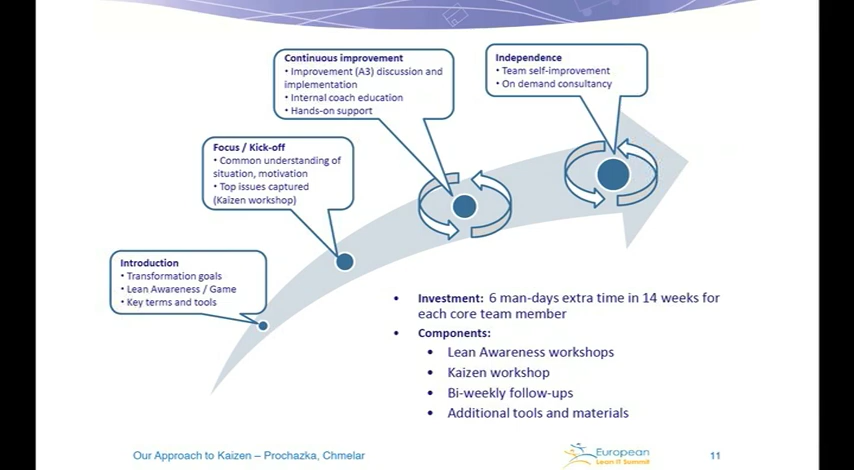 Continuous improvement
• Improvement (A3) discussion and
implementation
• Internal coach education
• Hands-on support
Independence
• Team self-improvement
• On demand consultancy
Focus / Kick-off
• Common understanding of
situation, motivation
• Top issues captured
(Kaizen workshop)
Introduction
• Transformation goals
• Lean Awareness / Game
• Key terms and tools
• Investment: 6 man-days extra time in 14 weeks for
each core team member
• Components:
• Lean Awareness workshops
• Kaizen workshop
• Bi-weekly follow-ups
• Additional tools and materials
Our Approach to Kaizen – Prochazka, Chmelar
European
Lean IT Summit
11